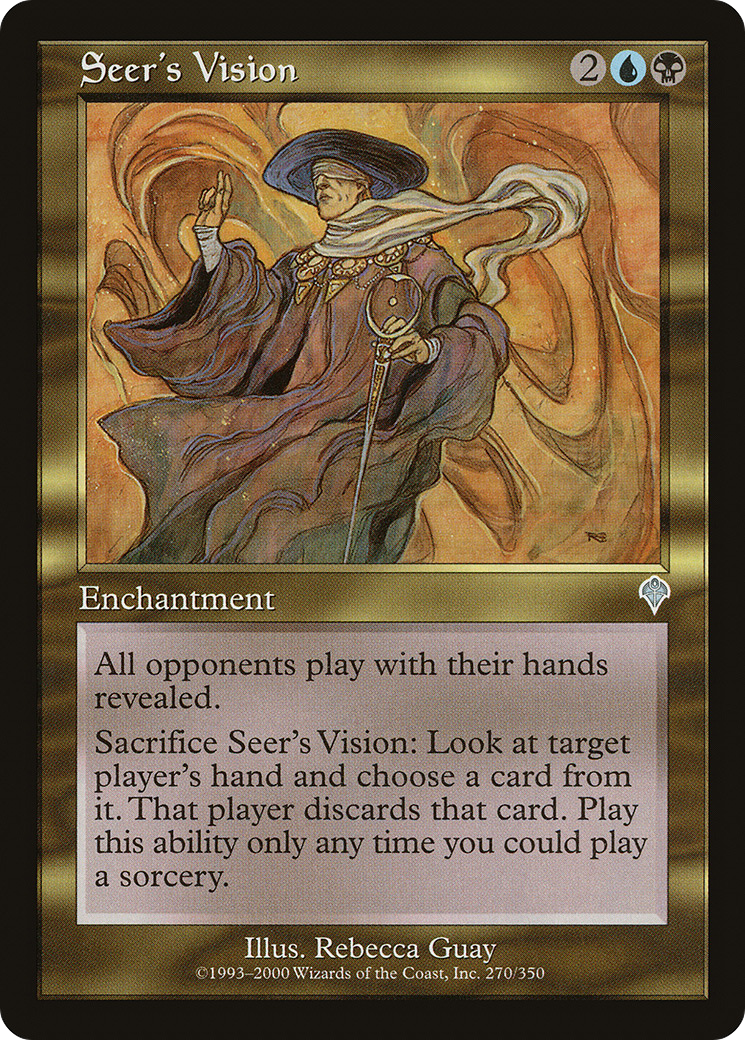 Seer's Vision 2
Enchantment
All opponents play with their hands
revealed.
Sacrifice Seer's Vision: Look at target
player's hand and choose a card from
it. That player discards that card. Play
this ability only any time you could play
a sorcery.
Illus. Rebecca Guay
©1993–2000 Wizards of the Coast, Inc. 270/350